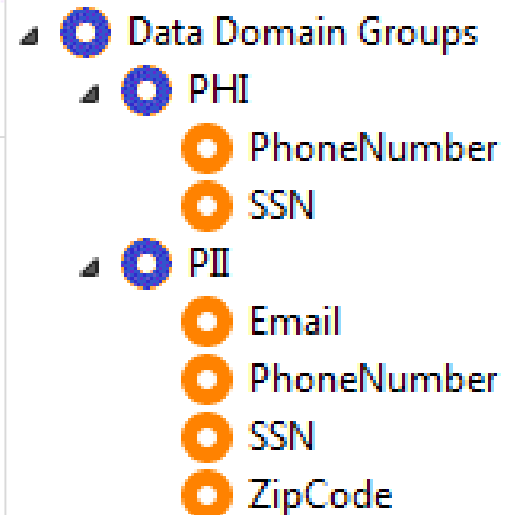 Data Domain Groups
PHI
PhoneNumber
SSN
PII
Email
PhoneNumber
SSN
ZipCode